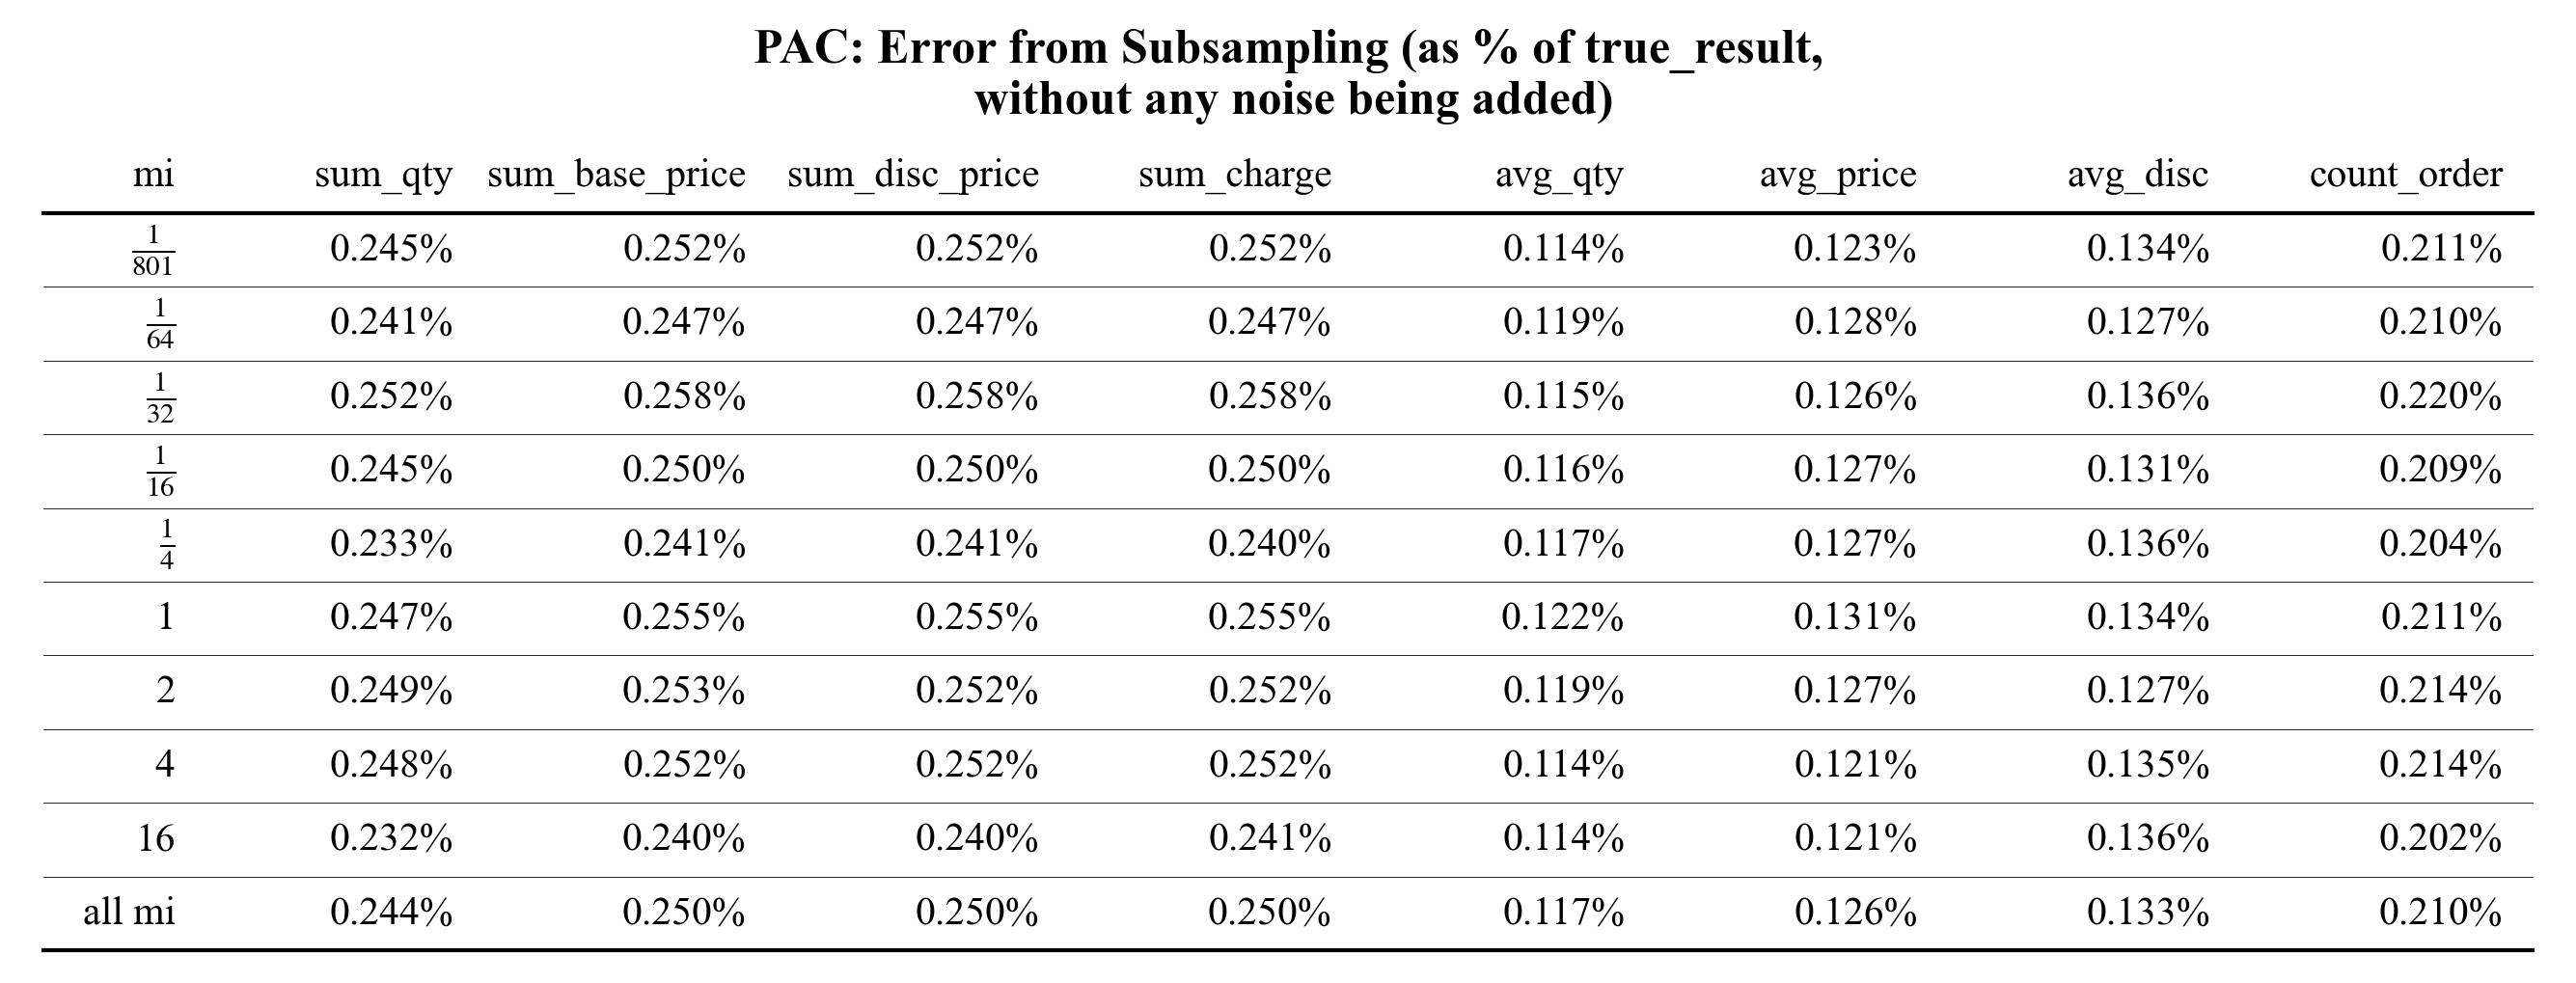 PAC: Error from Subsampling (as % of true_result,
without any noise being added)
mi sum_qty sum_base_price sum_disc_price sum_charge avg_qty avg_price avg_disc count_order
1/801 0.245% 0.252% 0.252% 0.252% 0.114% 0.123% 0.134% 0.211%
1/64 0.241% 0.247% 0.247% 0.247% 0.119% 0.128% 0.127% 0.210%
1/32 0.252% 0.258% 0.258% 0.258% 0.115% 0.126% 0.136% 0.220%
1/16 0.245% 0.250% 0.250% 0.250% 0.116% 0.127% 0.131% 0.209%
1/4 0.233% 0.241% 0.241% 0.240% 0.117% 0.127% 0.136% 0.204%
1 0.247% 0.255% 0.255% 0.255% 0.122% 0.131% 0.134% 0.211%
2 0.249% 0.253% 0.252% 0.252% 0.119% 0.127% 0.127% 0.214%
4 0.248% 0.252% 0.252% 0.252% 0.114% 0.121% 0.135% 0.214%
16 0.232% 0.240% 0.240% 0.241% 0.114% 0.121% 0.136% 0.202%
all mi 0.244% 0.250% 0.250% 0.250% 0.117% 0.126% 0.133% 0.210%